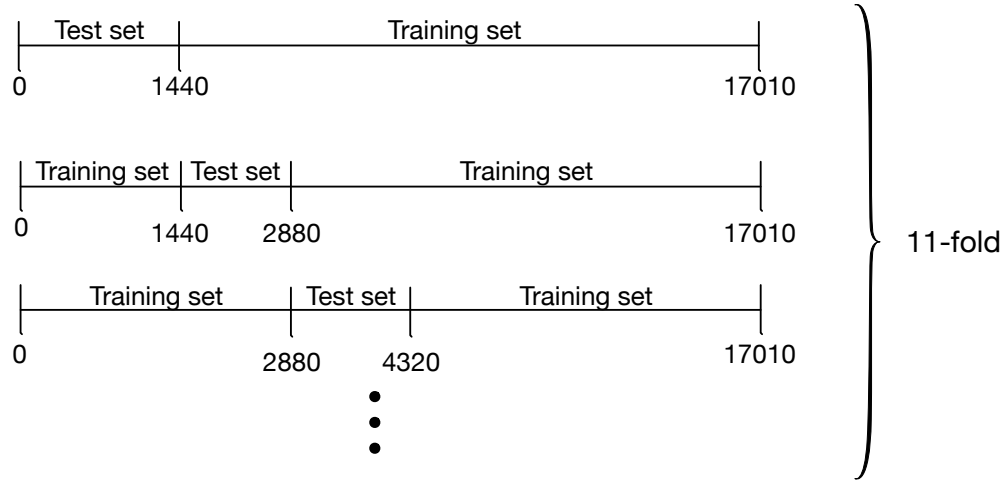 Test set Training set
0 1440 17010
Training set Test set Training set
0 1440 2880 17010
11-fold
Training set Test set Training set
0 2880 4320 17010